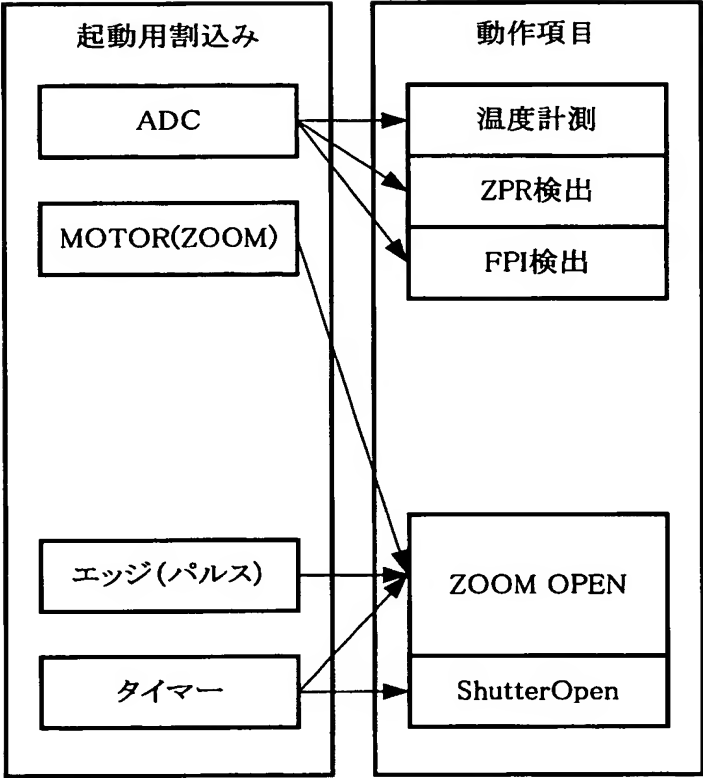 起動用割込み
ADC
MOTOR(ZOOM)
エッジ(パルス)
タイマー
動作項目
温度計測
ZPR検出
FPI検出
ZOOM OPEN
ShutterOpen